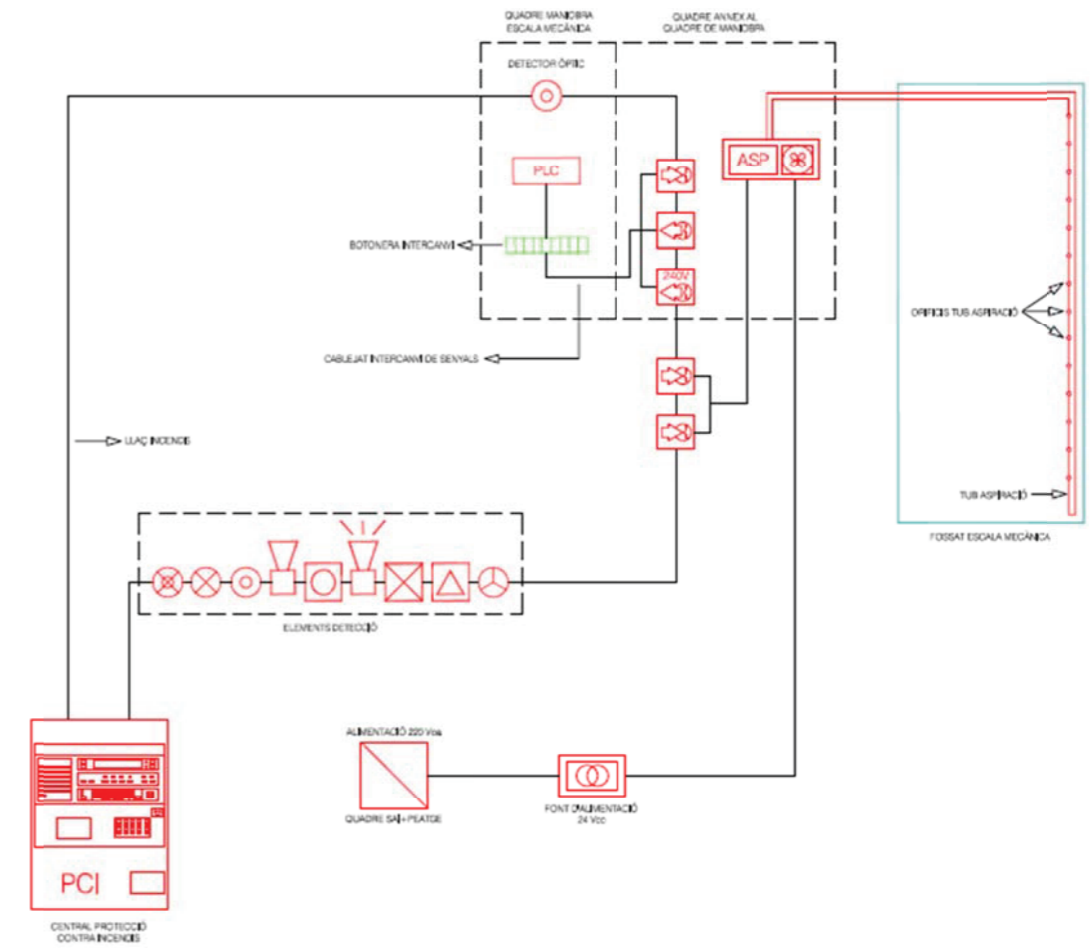 QUADRE MANIOBRA
ESCALA MECÀNICA
QUADRE ANNEX AL
QUADRE DE MANIOBRA
DETECTOR ÒPTIC
PLC
ASP
240V
BOTONERA INTERCANVI
ORIFICIS TUB ASPIRACIÓ
CABLEJAT INTERCANVI DE SENYALS
LLAÇ INCENDIS
TUB ASPIRACIÓ
FOSSAT ESCALA MECÀNICA
ELEMENTS DETECCIÓ
ALIMENTACIÓ 220 Vca
QUADRE SAI+PEATGE
FONT D'ALIMENTACIÓ
24 Vcc
PCI
CENTRAL PROTECCIÓ
CONTRA INCENDIS